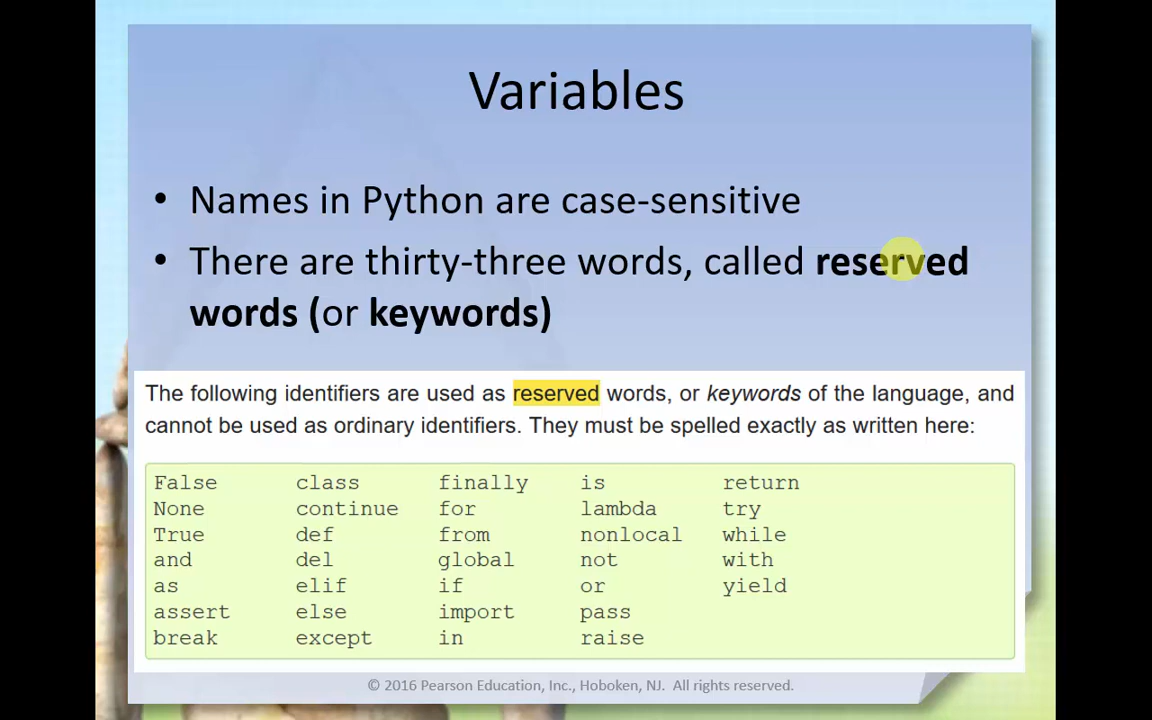 Variables
• Names in Python are case-sensitive
• There are thirty-three words, called reserved
words (or keywords)
The following identifiers are used as reserved words, or keywords of the language, and
cannot be used as ordinary identifiers. They must be spelled exactly as written here:
False class finally is return
None continue for lambda try
True def from nonlocal while
and del global not with
as elif if or yield
assert else import pass
break except in raise
© 2016 Pearson Education, Inc., Hoboken, NJ. All rights reserved.